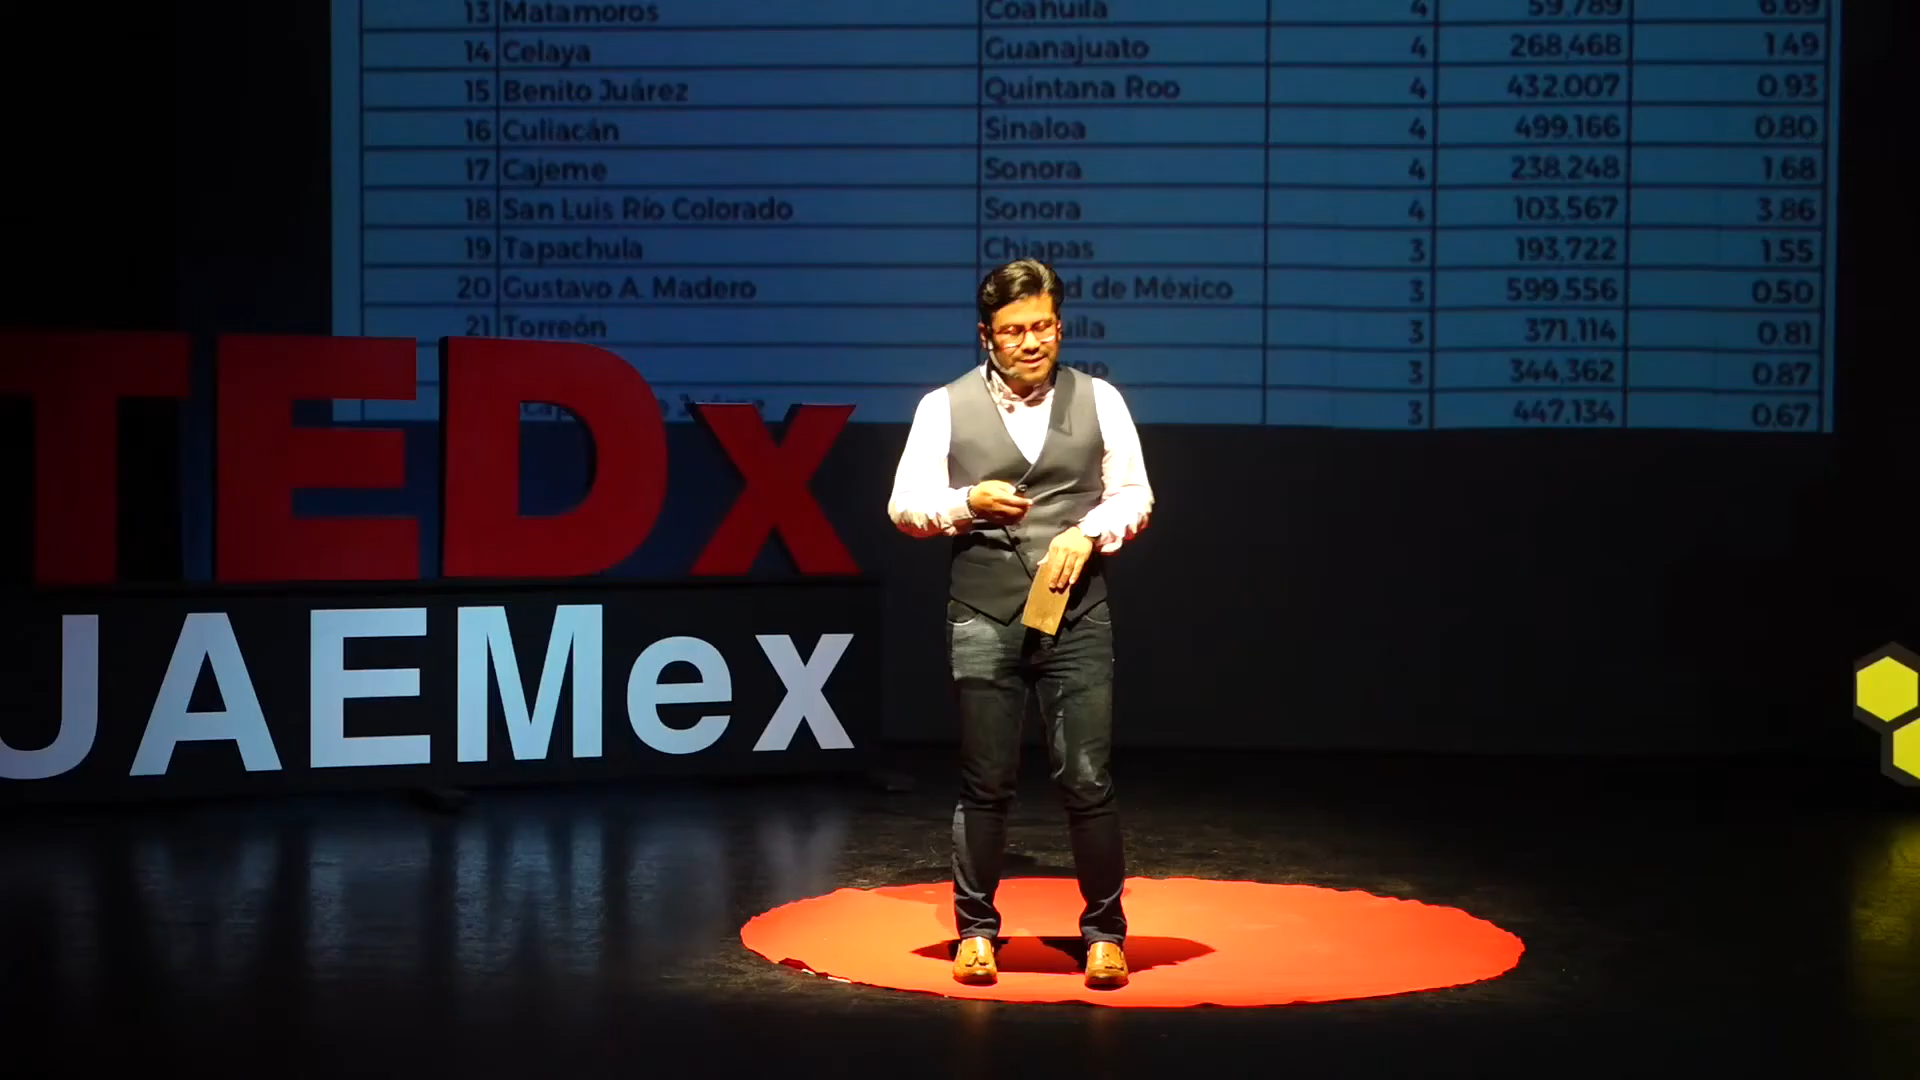 13 Matamoros Coahuila 4 59,789 6.69
14 Celaya Guanajuato 4 268,468 1.49
15 Benito Juárez Quintana Roo 4 432,007 0.93
16 Culiacán Sinaloa 4 499,166 0.80
17 Cajeme Sonora 4 238,248 1.68
18 San Luis Río Colorado Sonora 4 103,567 3.86
19 Tapachula Chiapas 3 193,722 1.55
20 Gustavo A. Madero d de México 3 599,556 0.50
21 Torreón uila 3 371,114 0.81
3 344,362 0.87
3 447,134 0.67
TEDx
UAEMex